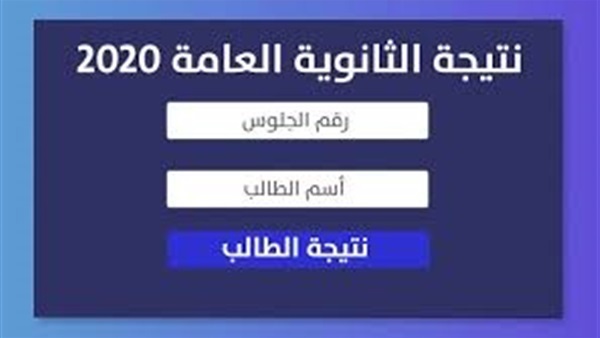 نتيجة الثانوية العامة 2020
رقم الجلوس
أسم الطالب
نتيجة الطالب